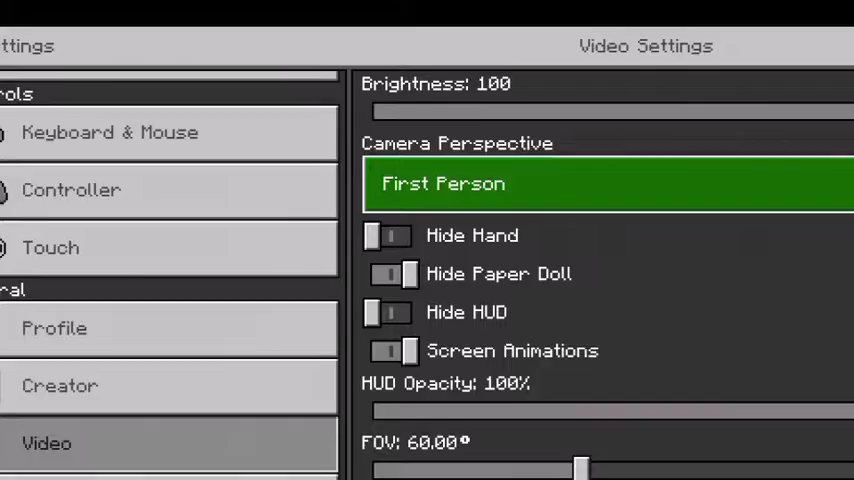 ttings
Video Settings
rols
Keyboard & Mouse
Controller
Touch
ral
Profile
Creator
Video
Brightness: 100
Camera Perspective
First Person
Hide Hand
Hide Paper Doll
Hide HUD
Screen Animations
HUD Opacity: 100%
FOV: 60.00°